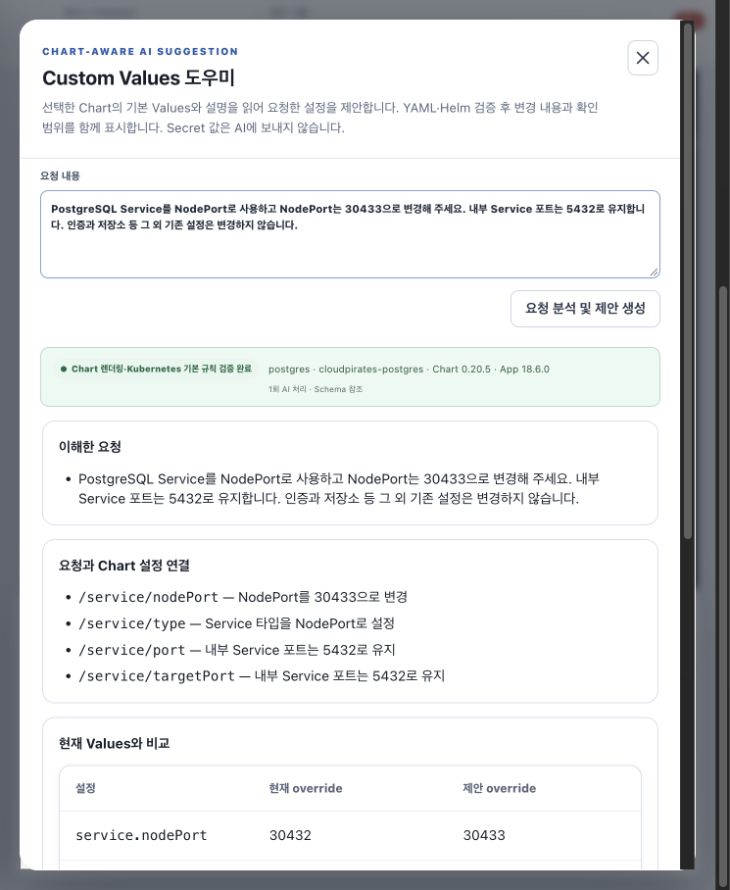 CHART-AWARE AI SUGGESTION
Custom Values 도우미
선택한 Chart의 기본 Values와 설명을 읽어 요청한 설정을 제안합니다. YAML·Helm 검증 후 변경 내용과 확인
범위를 함께 표시합니다. Secret 값은 AI에 보내지 않습니다.
요청 내용
PostgreSQL Service를 NodePort로 사용하고 NodePort는 30433으로 변경해 주세요. 내부 Service 포트는 5432로 유지합니
다. 인증과 저장소 등 그 외 기존 설정은 변경하지 않습니다.
요청 분석 및 제안 생성
● Chart 렌더링·Kubernetes 기본 규칙 검증 완료 postgres · cloudpirates-postgres · Chart 0.20.5 · App 18.6.0
1회 AI 처리 · Schema 참조
이해한 요청
• PostgreSQL Service를 NodePort로 사용하고 NodePort는 30433으로 변경해 주세요. 내부
Service 포트는 5432로 유지합니다. 인증과 저장소 등 그 외 기존 설정은 변경하지 않습니다.
요청과 Chart 설정 연결
• /service/nodePort — NodePort를 30433으로 변경
• /service/type — Service 타입을 NodePort로 설정
• /service/port — 내부 Service 포트는 5432로 유지
• /service/targetPort — 내부 Service 포트는 5432로 유지
현재 Values와 비교
설정 현재 override 제안 override
service.nodePort 30432 30433